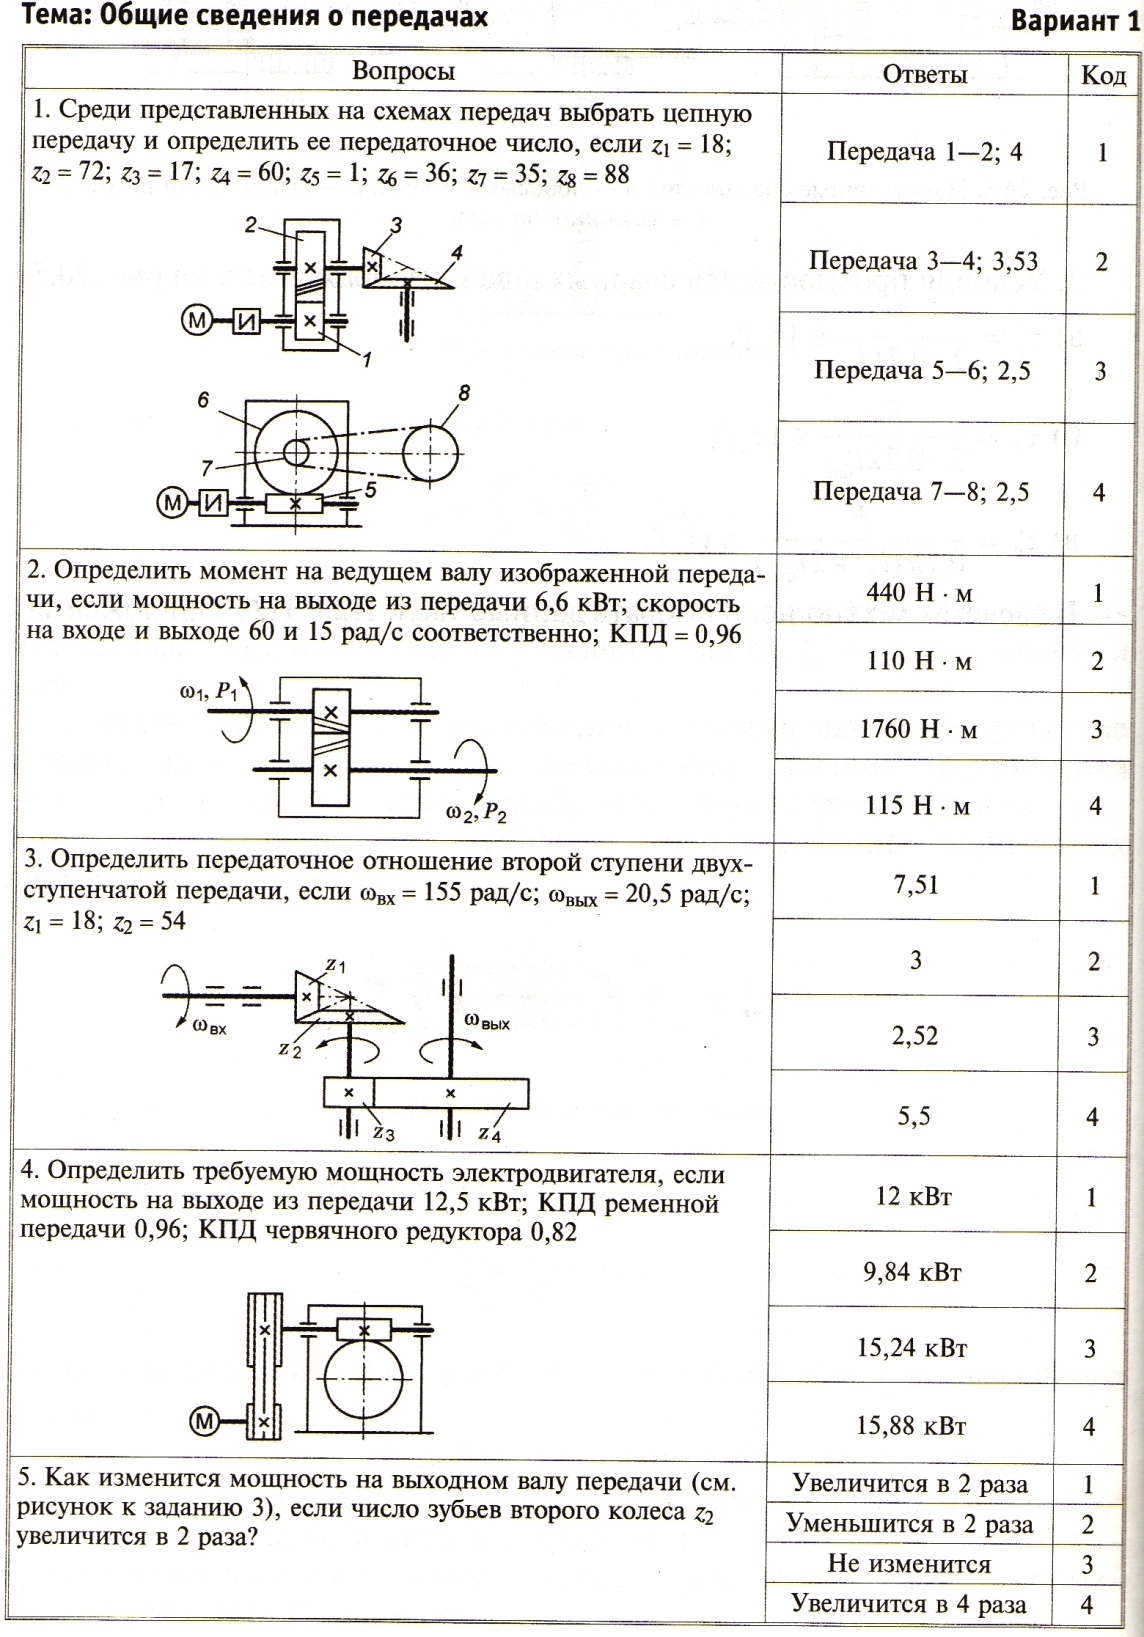 Тема: Общие сведения о передачах
Вариант 1
Вопросы
Ответы
Код
1. Среди представленных на схемах передач выбрать цепную
передачу и определить ее передаточное число, если z1 = 18;
z2 = 72; z3 = 17; z4 = 60; z5 = 1; z6 = 36; z7 = 35; z8 = 88
2
3
4
М
И
1
6
8
7
5
М
И
Передача 1—2; 4
1
Передача 3—4; 3,53
2
Передача 5—6; 2,5
3
Передача 7—8; 2,5
4
2. Определить момент на ведущем валу изображенной переда-
чи, если мощность на выходе из передачи 6,6 кВт; скорость
на входе и выходе 60 и 15 рад/с соответственно; КПД = 0,96
ω1, P1
ω2, P2
440 Н · м
1
110 Н · м
2
1760 Н · м
3
115 Н · м
4
3. Определить передаточное отношение второй ступени двух-
ступенчатой передачи, если ωвх = 155 рад/с; ωвых = 20,5 рад/с;
z1 = 18; z2 = 54
z1
ωвх
ωвых
z2
z3
z4
7,51
1
3
2
2,52
3
5,5
4
4. Определить требуемую мощность электродвигателя, если
мощность на выходе из передачи 12,5 кВт; КПД ременной
передачи 0,96; КПД червячного редуктора 0,82
М
12 кВт
1
9,84 кВт
2
15,24 кВт
3
15,88 кВт
4
5. Как изменится мощность на выходном валу передачи (см.
рисунок к заданию 3), если число зубьев второго колеса z2
увеличится в 2 раза?
Увеличится в 2 раза
1
Уменьшится в 2 раза
2
Не изменится
3
Увеличится в 4 раза
4